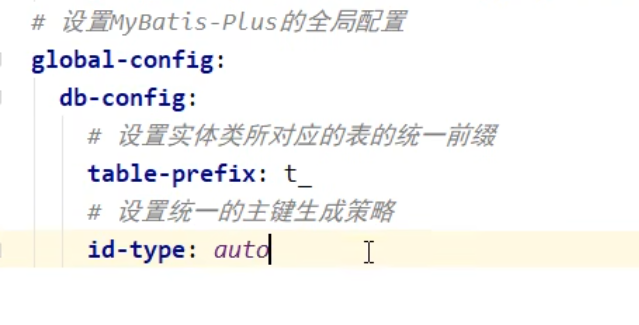 # 设置MyBatis-Plus的全局配置
global-config:
db-config:
# 设置实体类所对应的表的统一前缀
table-prefix: t_
# 设置统一的主键生成策略
id-type: auto